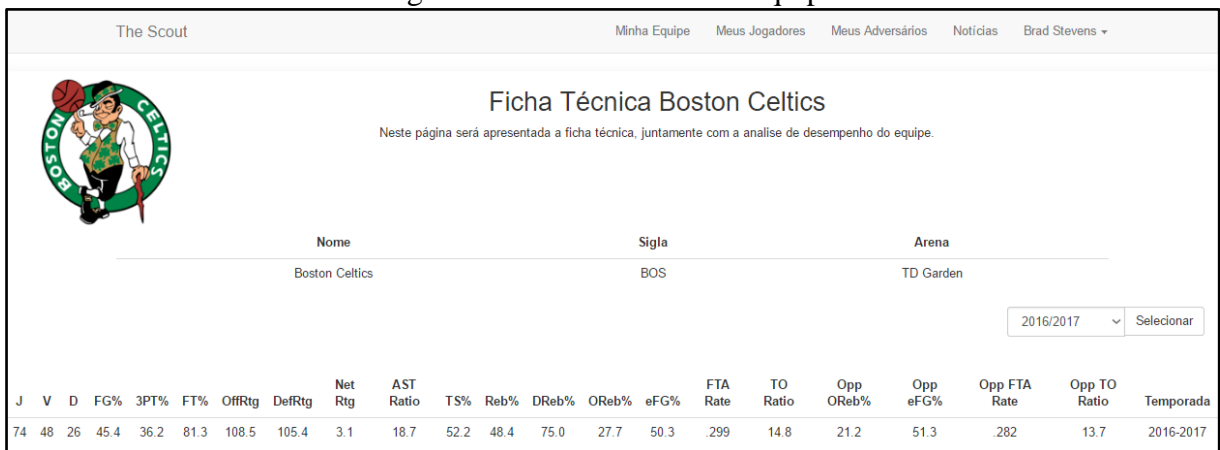 The Scout Minha Equipe Meus Jogadores Meus Adversários Notícias Brad Stevens
BOSTON CELTICS
Ficha Técnica Boston Celtics
Neste página será apresentada a ficha técnica, juntamente com a analise de desempenho do equipe.
Nome Sigla Arena
Boston Celtics BOS TD Garden
2016/2017 Selecionar
J V D FG% 3PT% FT% OffRtg DefRtg Net Rtg AST Ratio TS% Reb% DReb% OReb% eFG% FTA Rate TO Ratio Opp OReb% Opp eFG% Opp FTA Rate Opp TO Ratio Temporada
74 48 26 45.4 36.2 81.3 108.5 105.4 3.1 18.7 52.2 48.4 75.0 27.7 50.3 .299 14.8 21.2 51.3 .282 13.7 2016-2017